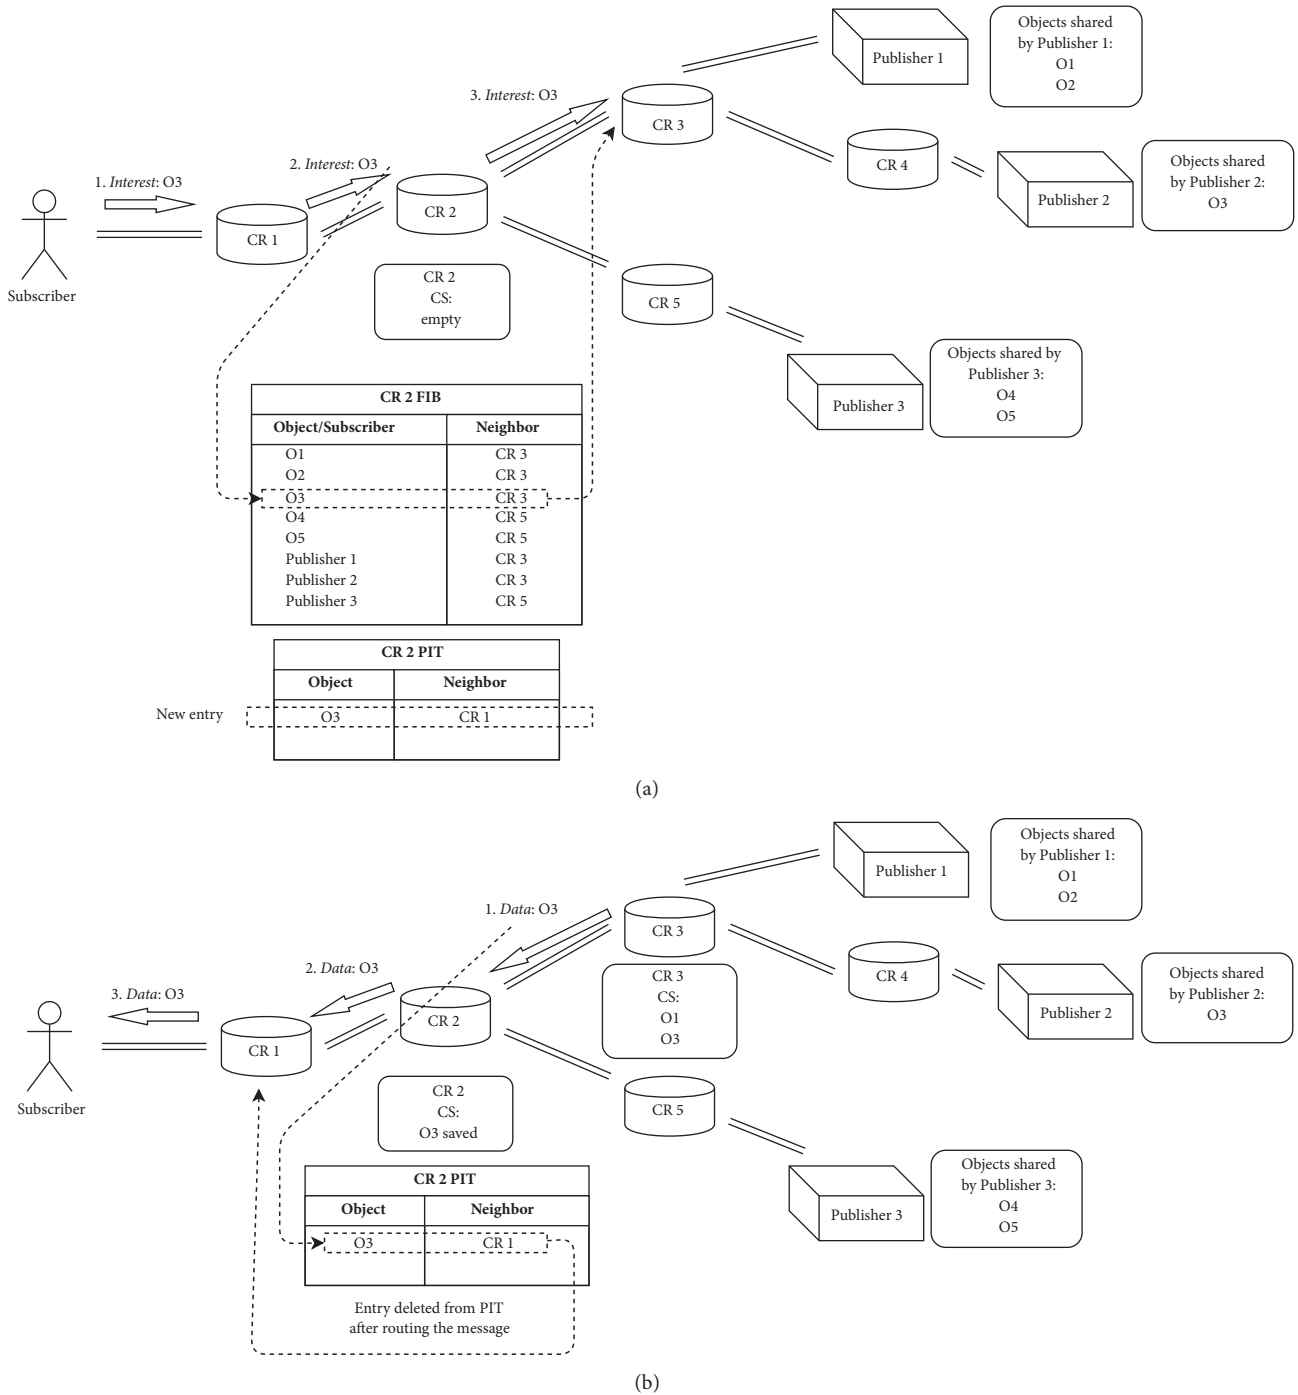 Publisher 1
Objects shared
by Publisher 1:
O1
O2
3. Interest: O3
CR 3
2. Interest: O3
1. Interest: O3
CR 4
Objects shared
by Publisher 2:
O3
Publisher 2
CR 2
CR 1
Subscriber
CR 2
CS:
empty
CR 5
Objects shared by
Publisher 3:
O4
O5
Publisher 3
CR 2 FIB
Object/Subscriber Neighbor
O1 CR 3
O2 CR 3
O3 CR 3
O4 CR 5
O5 CR 5
Publisher 1 CR 3
Publisher 2 CR 3
Publisher 3 CR 5
CR 2 PIT
Object Neighbor
New entry O3 CR 1
(a)
Publisher 1
Objects shared
by Publisher 1:
O1
O2
1. Data: O3
CR 3
2. Data: O3
3. Data: O3
CR 3
CS:
O1
O3
CR 4
Objects shared
by Publisher 2:
O3
Publisher 2
CR 2
CR 1
Subscriber
CR 2
CS:
O3 saved
CR 5
Objects shared
by Publisher 3:
O4
O5
Publisher 3
CR 2 PIT
Object Neighbor
O3 CR 1
Entry deleted from PIT
after routing the message
(b)